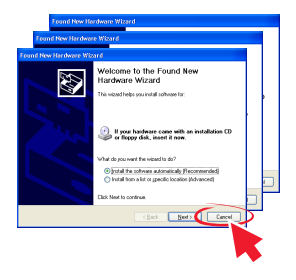 Found New Hardware Wizard
Found New Hardware Wizard
Found New Hardware Wizard
Welcome to the Found New
Hardware Wizard
This wizard helps you install software for:
If your hardware came with an installation CD
or floppy disk, insert it now.
What do you want the wizard to do?
Install the software automatically (Recommended)
Install from a list or specific location (Advanced)
Click Next to continue.
< Back Next > Cancel